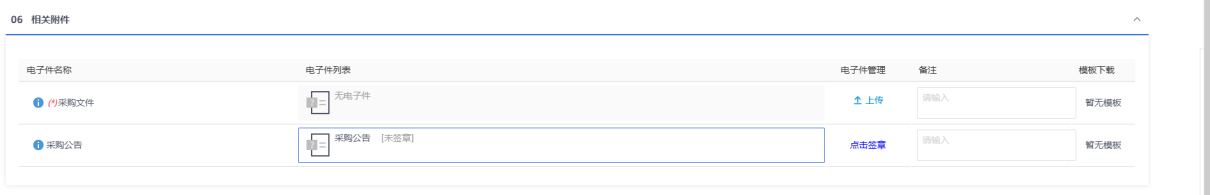 06 相关附件
电子件名称 电子件列表 电子件管理 备注 模板下载
(*)采购文件 无电子件 上传 请输入 暂无模板
采购公告 采购公告 [未签章] 点击签章 请输入 暂无模板